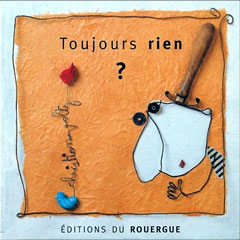 Toujours rien
?
christian voltz
ÉDITIONS DU ROUERGUE